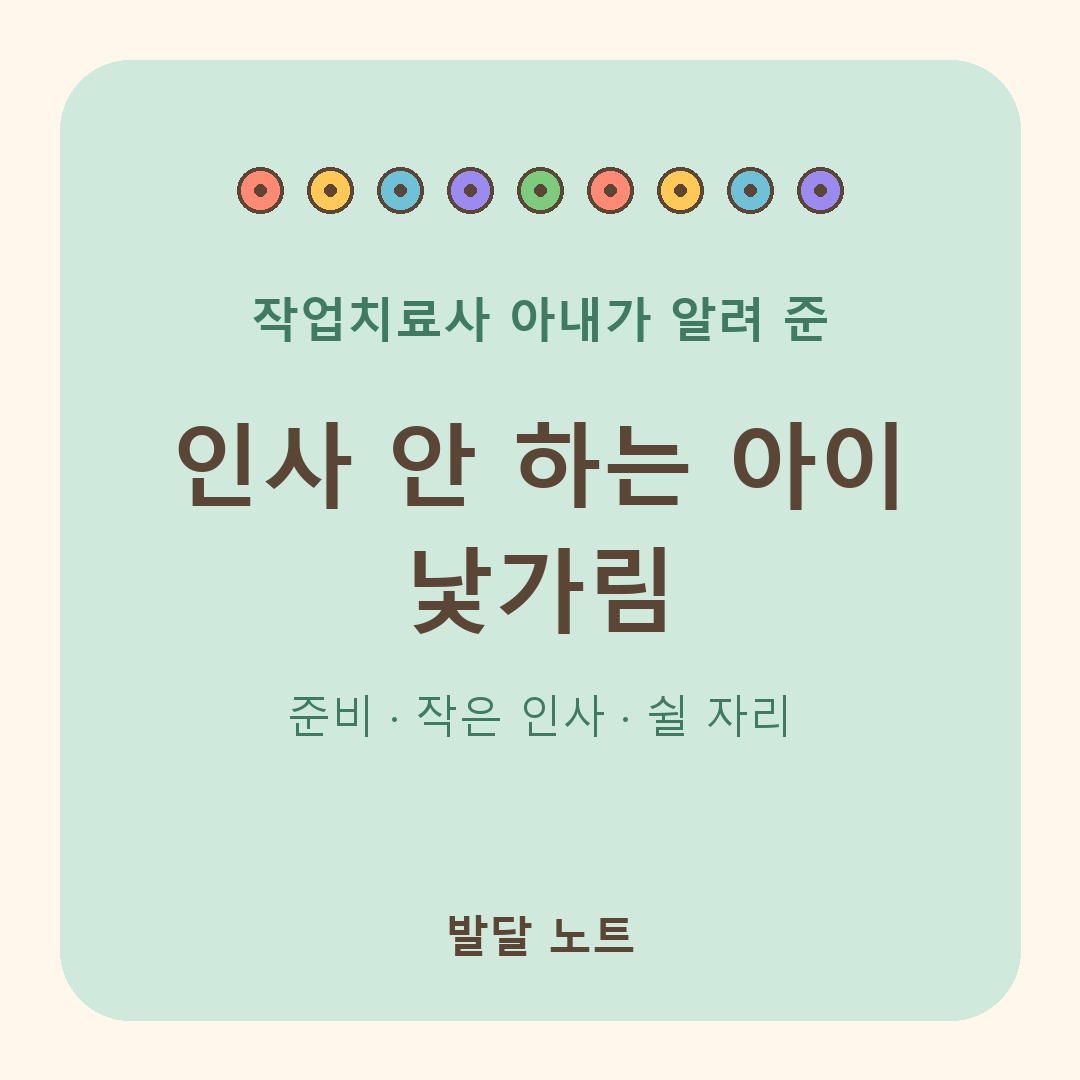 작업치료사 아내가 알려 준
인사 안 하는 아이
낯가림
준비 · 작은 인사 · 쉴 자리
발달 노트